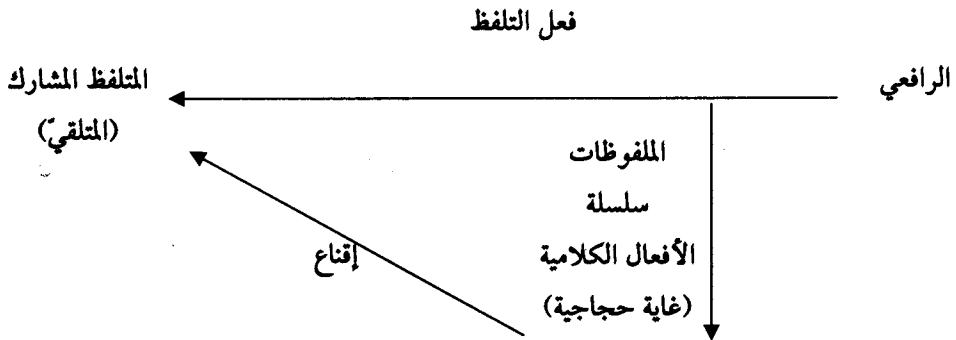 فعل التلفظ
الرافعي
المتلفظ المشارك
(المتلقيّ)
الملفوظات
سلسلة
الأفعال الكلامية
(غاية حجاجية)
إقناع